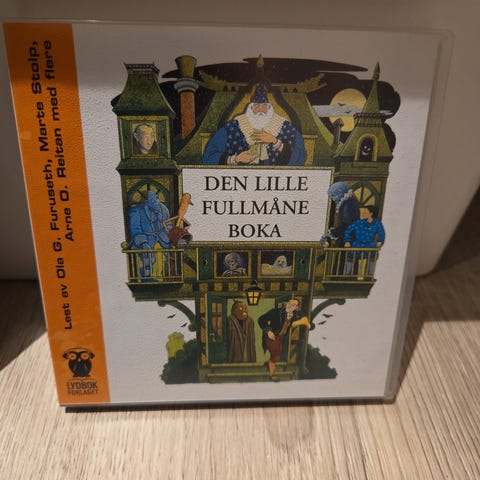 Lest av Ola G. Furuseth, Marte Stolp,
Arne O. Reitan med flere
DEN LILLE
FULLMÅNE
BOKA
LYDBOK
FORLAGET